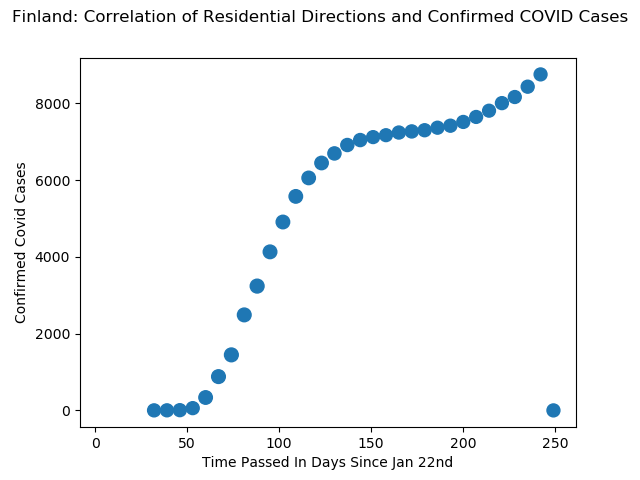 Finland: Correlation of Residential Directions and Confirmed COVID Cases
8000
6000
4000
2000
0
Confirmed Covid Cases
0 50 100 150 200 250
Time Passed In Days Since Jan 22nd